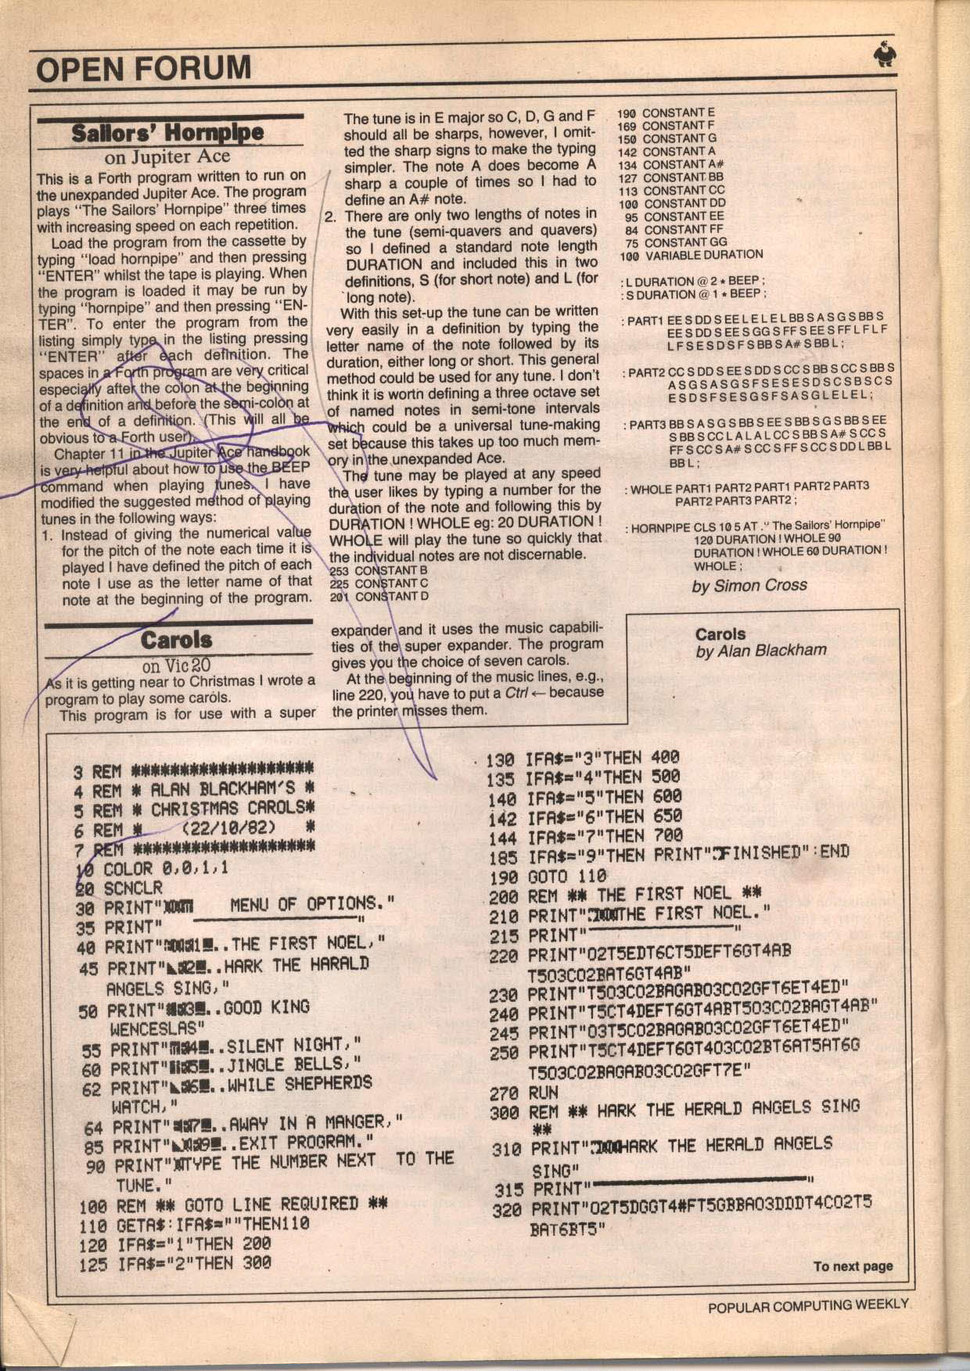 OPEN FORUM
Sailors' Hornpipe
on Jupiter Ace
This is a Forth program written to run on
the unexpanded Jupiter Ace. The program
plays "The Sailors' Hornpipe" three times
with increasing speed on each repetition.
Load the program from the cassette by
typing "load hornpipe" and then pressing
"ENTER" whilst the tape is playing. When
the program is loaded it may be run by
typing "hornpipe" and then pressing "EN-
TER". To enter the program from the
listing simply type in the listing pressing
"ENTER" after each definition. The
spaces in a Forth program are very critical
especially after the colon at the beginning
of a definition and before the semi-colon at
the end of a definition. (This will all be
obvious to a Forth user).
Chapter 11 in the Jupiter Ace handbook
is very helpful about how to use the BEEP
command when playing tunes. I have
modified the suggested method of playing
tunes in the following ways:
1. Instead of giving the numerical value
for the pitch of the note each time it is
played I have defined the pitch of each
note I use as the letter name of that
note at the beginning of the program.
The tune is in E major so C, D, G and F
should all be sharps, however, I omit-
ted the sharp signs to make the typing
simpler. The note A does become A
sharp a couple of times so I had to
define an A# note.
2. There are only two lengths of notes in
the tune (semi-quavers and quavers)
so I defined a standard note length
DURATION and included this in two
definitions, S (for short note) and L (for
long note).
With this set-up the tune can be written
very easily in a definition by typing the
letter name of the note followed by its
duration, either long or short. This general
method could be used for any tune. I don't
think it is wortn defining a three octave set
of named notes in semi-tone intervals
which could be a universal tune-making
set because this takes up too much mem-
ory in the unexpanded Ace.
The tune may be played at any speed
the user likes by typing a number for the
duration of the note and following this by
DURATION ! WHOLE eg: 20 DURATION !
WHOLE will play the tune so quickly that
the individual notes are not discernable.
253 CONSTANT B
225 CONSTANT C
201 CONSTANT D
190 CONSTANT E
169 CONSTANT F
150 CONSTANT G
142 CONSTANT A
134 CONSTANT A#
127 CONSTANT BB
113 CONSTANT CC
100 CONSTANT DD
95 CONSTANT EE
84 CONSTANT FF
75 CONSTANT GG
100 VARIABLE DURATION
: L DURATION @ 2 * BEEP ;
: S DURATION @ 1 * BEEP ;
: PART1 EE S DD S EE L E L E L BB S A S G S BB S
EE S DD S EE S GG S FF S EE S FF L F L F
L F S E S D S F S BB S A# S BB L ;
: PART2 CC S DD S EE S DD S CC S BB S CC S BB S
A S G S A S G S F S E S E S D S C S B S C S
E S D S F S E S G S F S A S G L E L E L ;
: PART3 BB S A S G S BB S EE S BB S G S BB S EE
S BB S CC L A L A L CC S BB S A# S CC S
FF S CC S A# S CC S FF S CC S DD L BB L
BB L ;
: WHOLE PART1 PART2 PART1 PART2 PART3
PART2 PART3 PART2 ;
: HORNPIPE CLS 10 5 AT ." The Sailors' Hornpipe"
120 DURATION ! WHOLE 90
DURATION ! WHOLE 60 DURATION !
WHOLE ;
by Simon Cross
Carols
on Vic 20
As it is getting near to Christmas I wrote a
program to play some carols.
This program is for use with a super
expander and it uses the music capabili-
ties of the super expander. The program
gives you the choice of seven carols.
At the beginning of the music lines, e.g.,
line 220, you have to put a Ctrl ← because
the printer misses them.
Carols
by Alan Blackham
3 REM *******************
4 REM * ALAN BLACKHAM'S *
5 REM * CHRISTMAS CAROLS*
6 REM * (22/10/82) *
7 REM *******************
10 COLOR 0,0,1,1
20 SCNCLR
30 PRINT" MENU OF OPTIONS."
35 PRINT" "
40 PRINT"1..THE FIRST NOEL,"
45 PRINT"2..HARK THE HARALD
ANGELS SING,"
50 PRINT"3..GOOD KING
WENCESLAS"
55 PRINT"4..SILENT NIGHT,"
60 PRINT"5..JINGLE BELLS,"
62 PRINT"6..WHILE SHEPHERDS
WATCH,"
64 PRINT"7..AWAY IN A MANGER,"
85 PRINT"9..EXIT PROGRAM."
90 PRINT"TYPE THE NUMBER NEXT TO THE
TUNE."
100 REM ** GOTO LINE REQUIRED **
110 GETA$:IFA$=""THEN110
120 IFA$="1"THEN 200
125 IFA$="2"THEN 300
130 IFA$="3"THEN 400
135 IFA$="4"THEN 500
140 IFA$="5"THEN 600
142 IFA$="6"THEN 650
144 IFA$="7"THEN 700
185 IFA$="9"THEN PRINT"FINISHED":END
190 GOTO 110
200 REM ** THE FIRST NOEL **
210 PRINT"THE FIRST NOEL."
215 PRINT" "
220 PRINT"O2T5EDT6CT5DEFT6GT4AB
T5O3CO2BAT6GT4AB"
230 PRINT"T5O3CO2BAGABO3CO2GFT6ET4ED"
240 PRINT"T5CT4DEFT6GT4ABT5O3CO2BAGT4AB"
245 PRINT"O3T5CO2BAGABO3CO2GFT6ET4ED"
250 PRINT"T5CT4DEFT6GT4O3CO2BT6AT5AT6G
T5O3CO2BAGABO3CO2GFT7E"
270 RUN
300 REM ** HARK THE HERALD ANGELS SING
**
310 PRINT"HARK THE HERALD ANGELS
SING"
315 PRINT" "
320 PRINT"O2T5DGGT4#FT5GBBAO3DDDT4CO2T5
BAT6BT5"
To next page
POPULAR COMPUTING WEEKLY